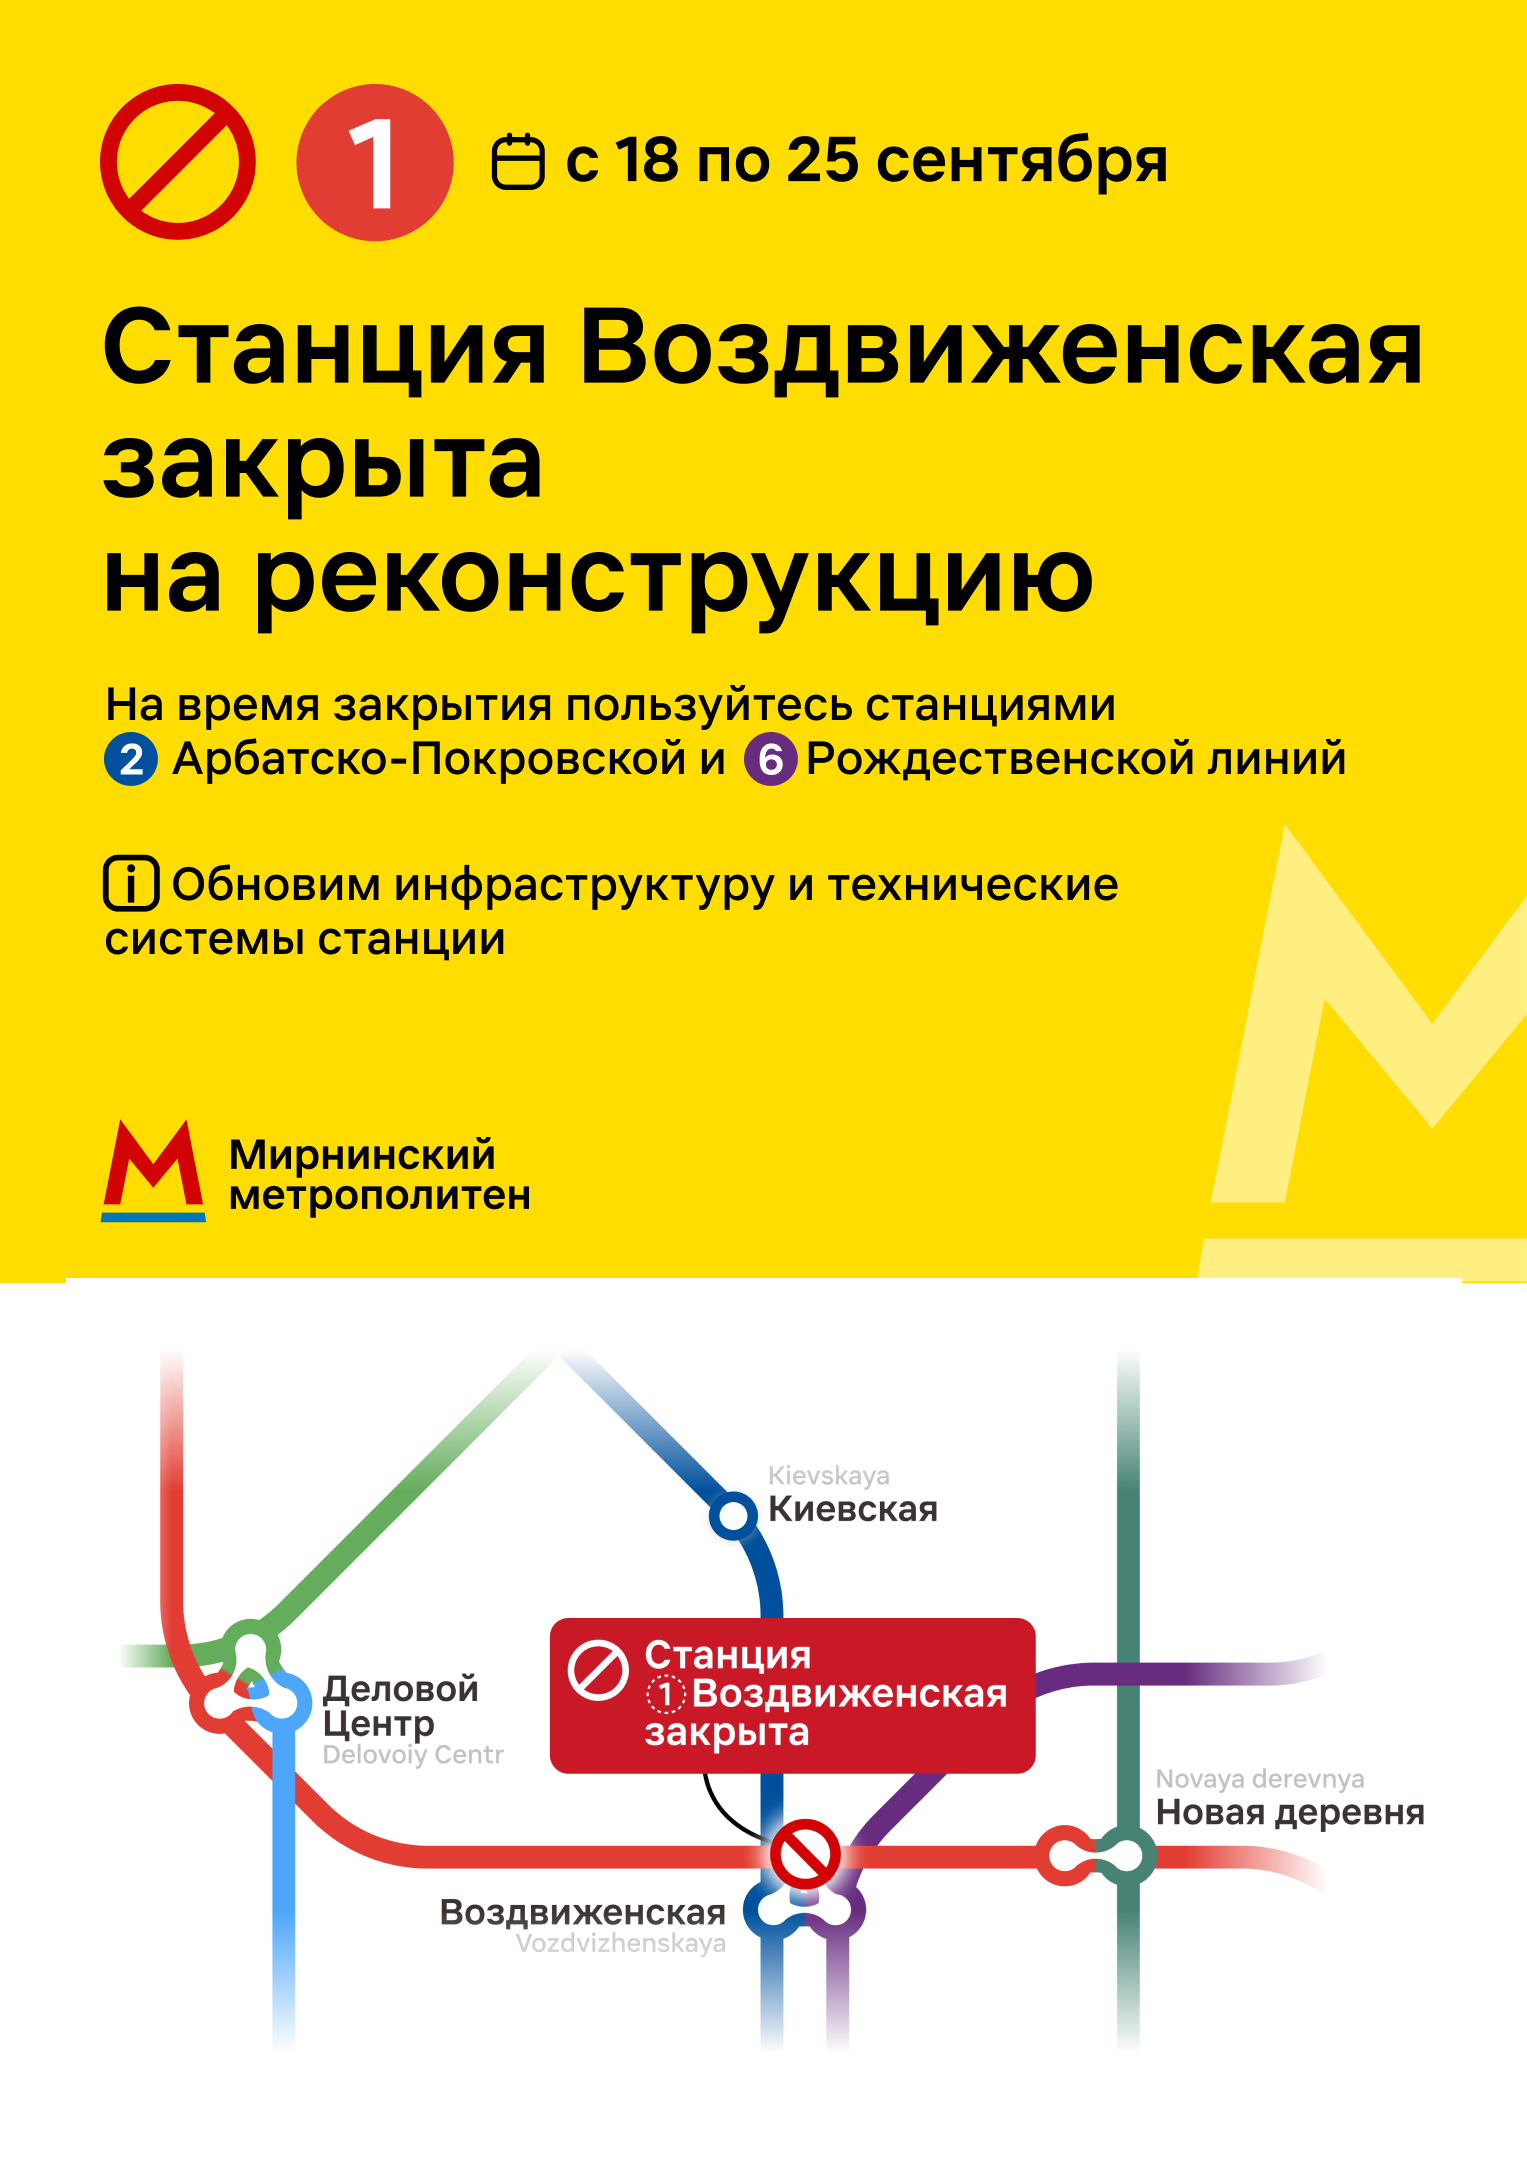 1 с 18 по 25 сентября
Станция Воздвиженская
закрыта
на реконструкцию
На время закрытия пользуйтесь станциями
2 Арбатско-Покровской и 6 Рождественской линий
i Обновим инфраструктуру и технические
системы станции
Мирнинский
метрополитен
Kievskaya
Киевская
Станция
1 Воздвиженская
закрыта
Деловой
Центр
Delovoiy Centr
Novaya derevnya
Новая деревня
Воздвиженская
Vozdvizhenskaya